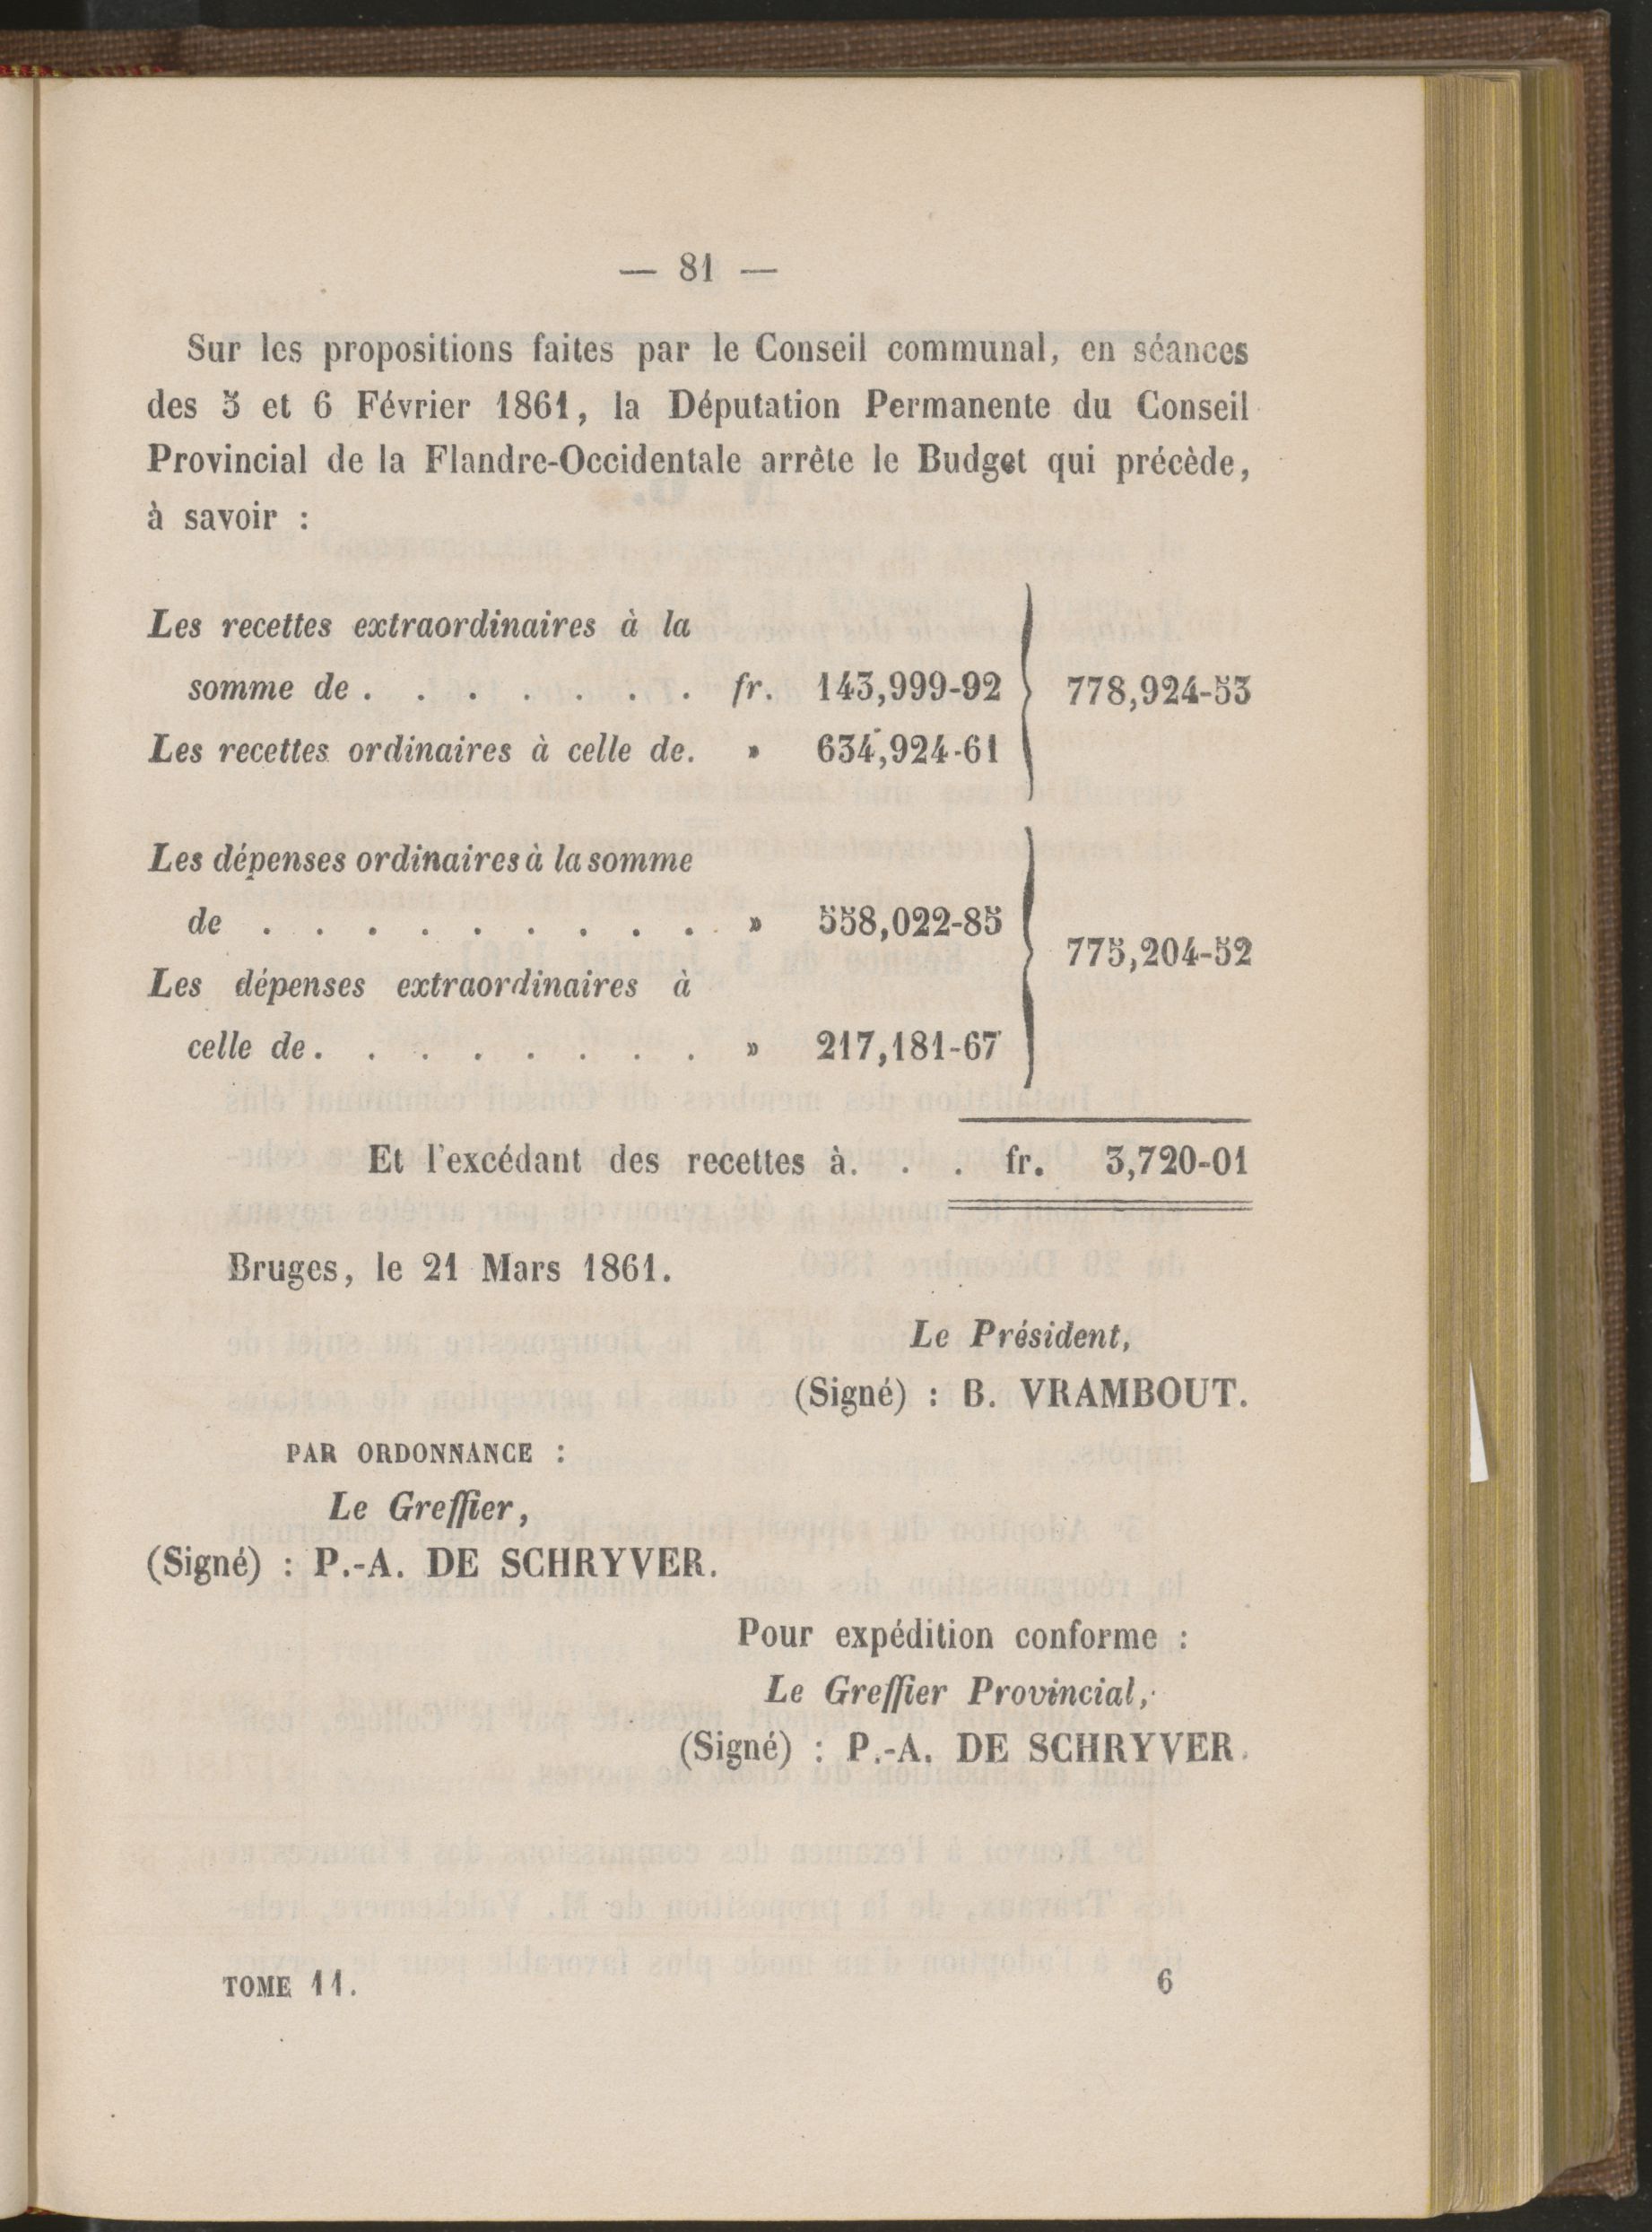 — 81 —
Sur les propositions faites par le Conseil communal, en séances
des 5 et 6 Février 1861, la Députation Permanente du Conseil
Provincial de la Flandre-Occidentale arrête le Budget qui précède,
à savoir :
Les recettes extraordinaires à la
somme de . . . . . . . fr. 143,999-92 778,924-53
Les recettes ordinaires à celle de. » 634,924-61
Les dépenses ordinaires à la somme
de . . . . . . . . . » 558,022-85 775,204-52
Les dépenses extraordinaires à
celle de . . . . . . . . » 217,181-67
Et l'excédant des recettes à. . . fr. 3,720-01
Bruges, le 21 Mars 1861.
Le Président,
(Signé) : B. VRAMBOUT.
PAR ORDONNANCE :
Le Greffier,
(Signé) : P.-A. DE SCHRYVER.
Pour expédition conforme :
Le Greffier Provincial,
(Signé) : P.-A. DE SCHRYVER.
TOME 11. 6